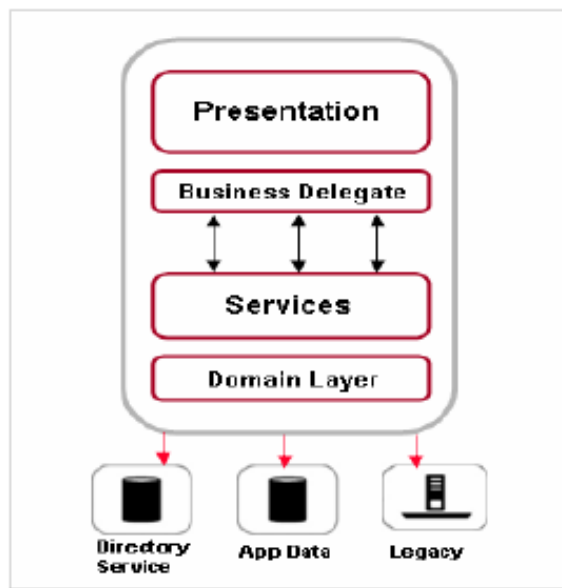 Presentation
Business Delegate
Services
Domain Layer
Directory
Service
App Data
Legacy